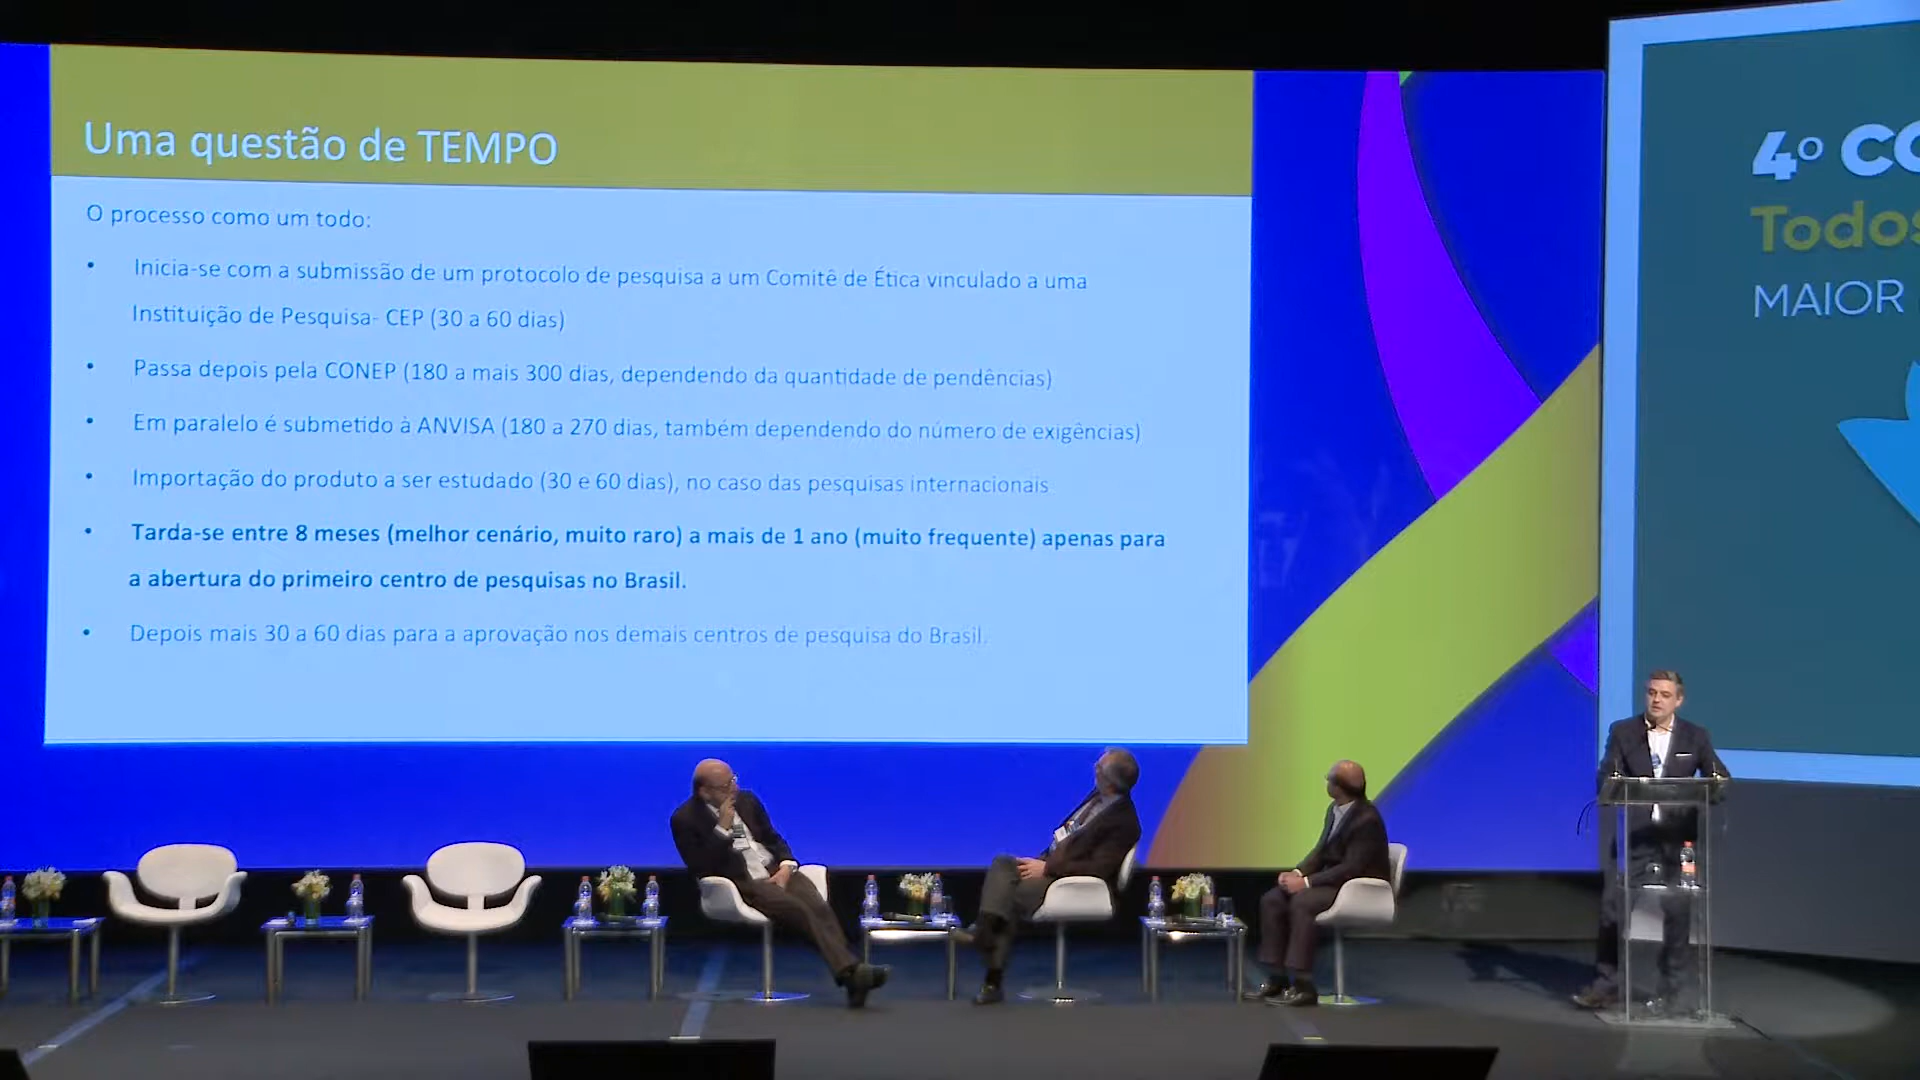 Uma questão de TEMPO
O processo como um todo:
• Inicia-se com a submissão de um protocolo de pesquisa a um Comitê de Ética vinculado a uma
Instituição de Pesquisa- CEP (30 a 60 dias)
• Passa depois pela CONEP (180 a mais 300 dias, dependendo da quantidade de pendências)
• Em paralelo é submetido à ANVISA (180 a 270 dias, também dependendo do número de exigências)
• Importação do produto a ser estudado (30 e 60 dias), no caso das pesquisas internacionais
• Tarda-se entre 8 meses (melhor cenário, muito raro) a mais de 1 ano (muito frequente) apenas para
a abertura do primeiro centro de pesquisas no Brasil.
• Depois mais 30 a 60 dias para a aprovação nos demais centros de pesquisa do Brasil.
4º CO
Todos
MAIOR